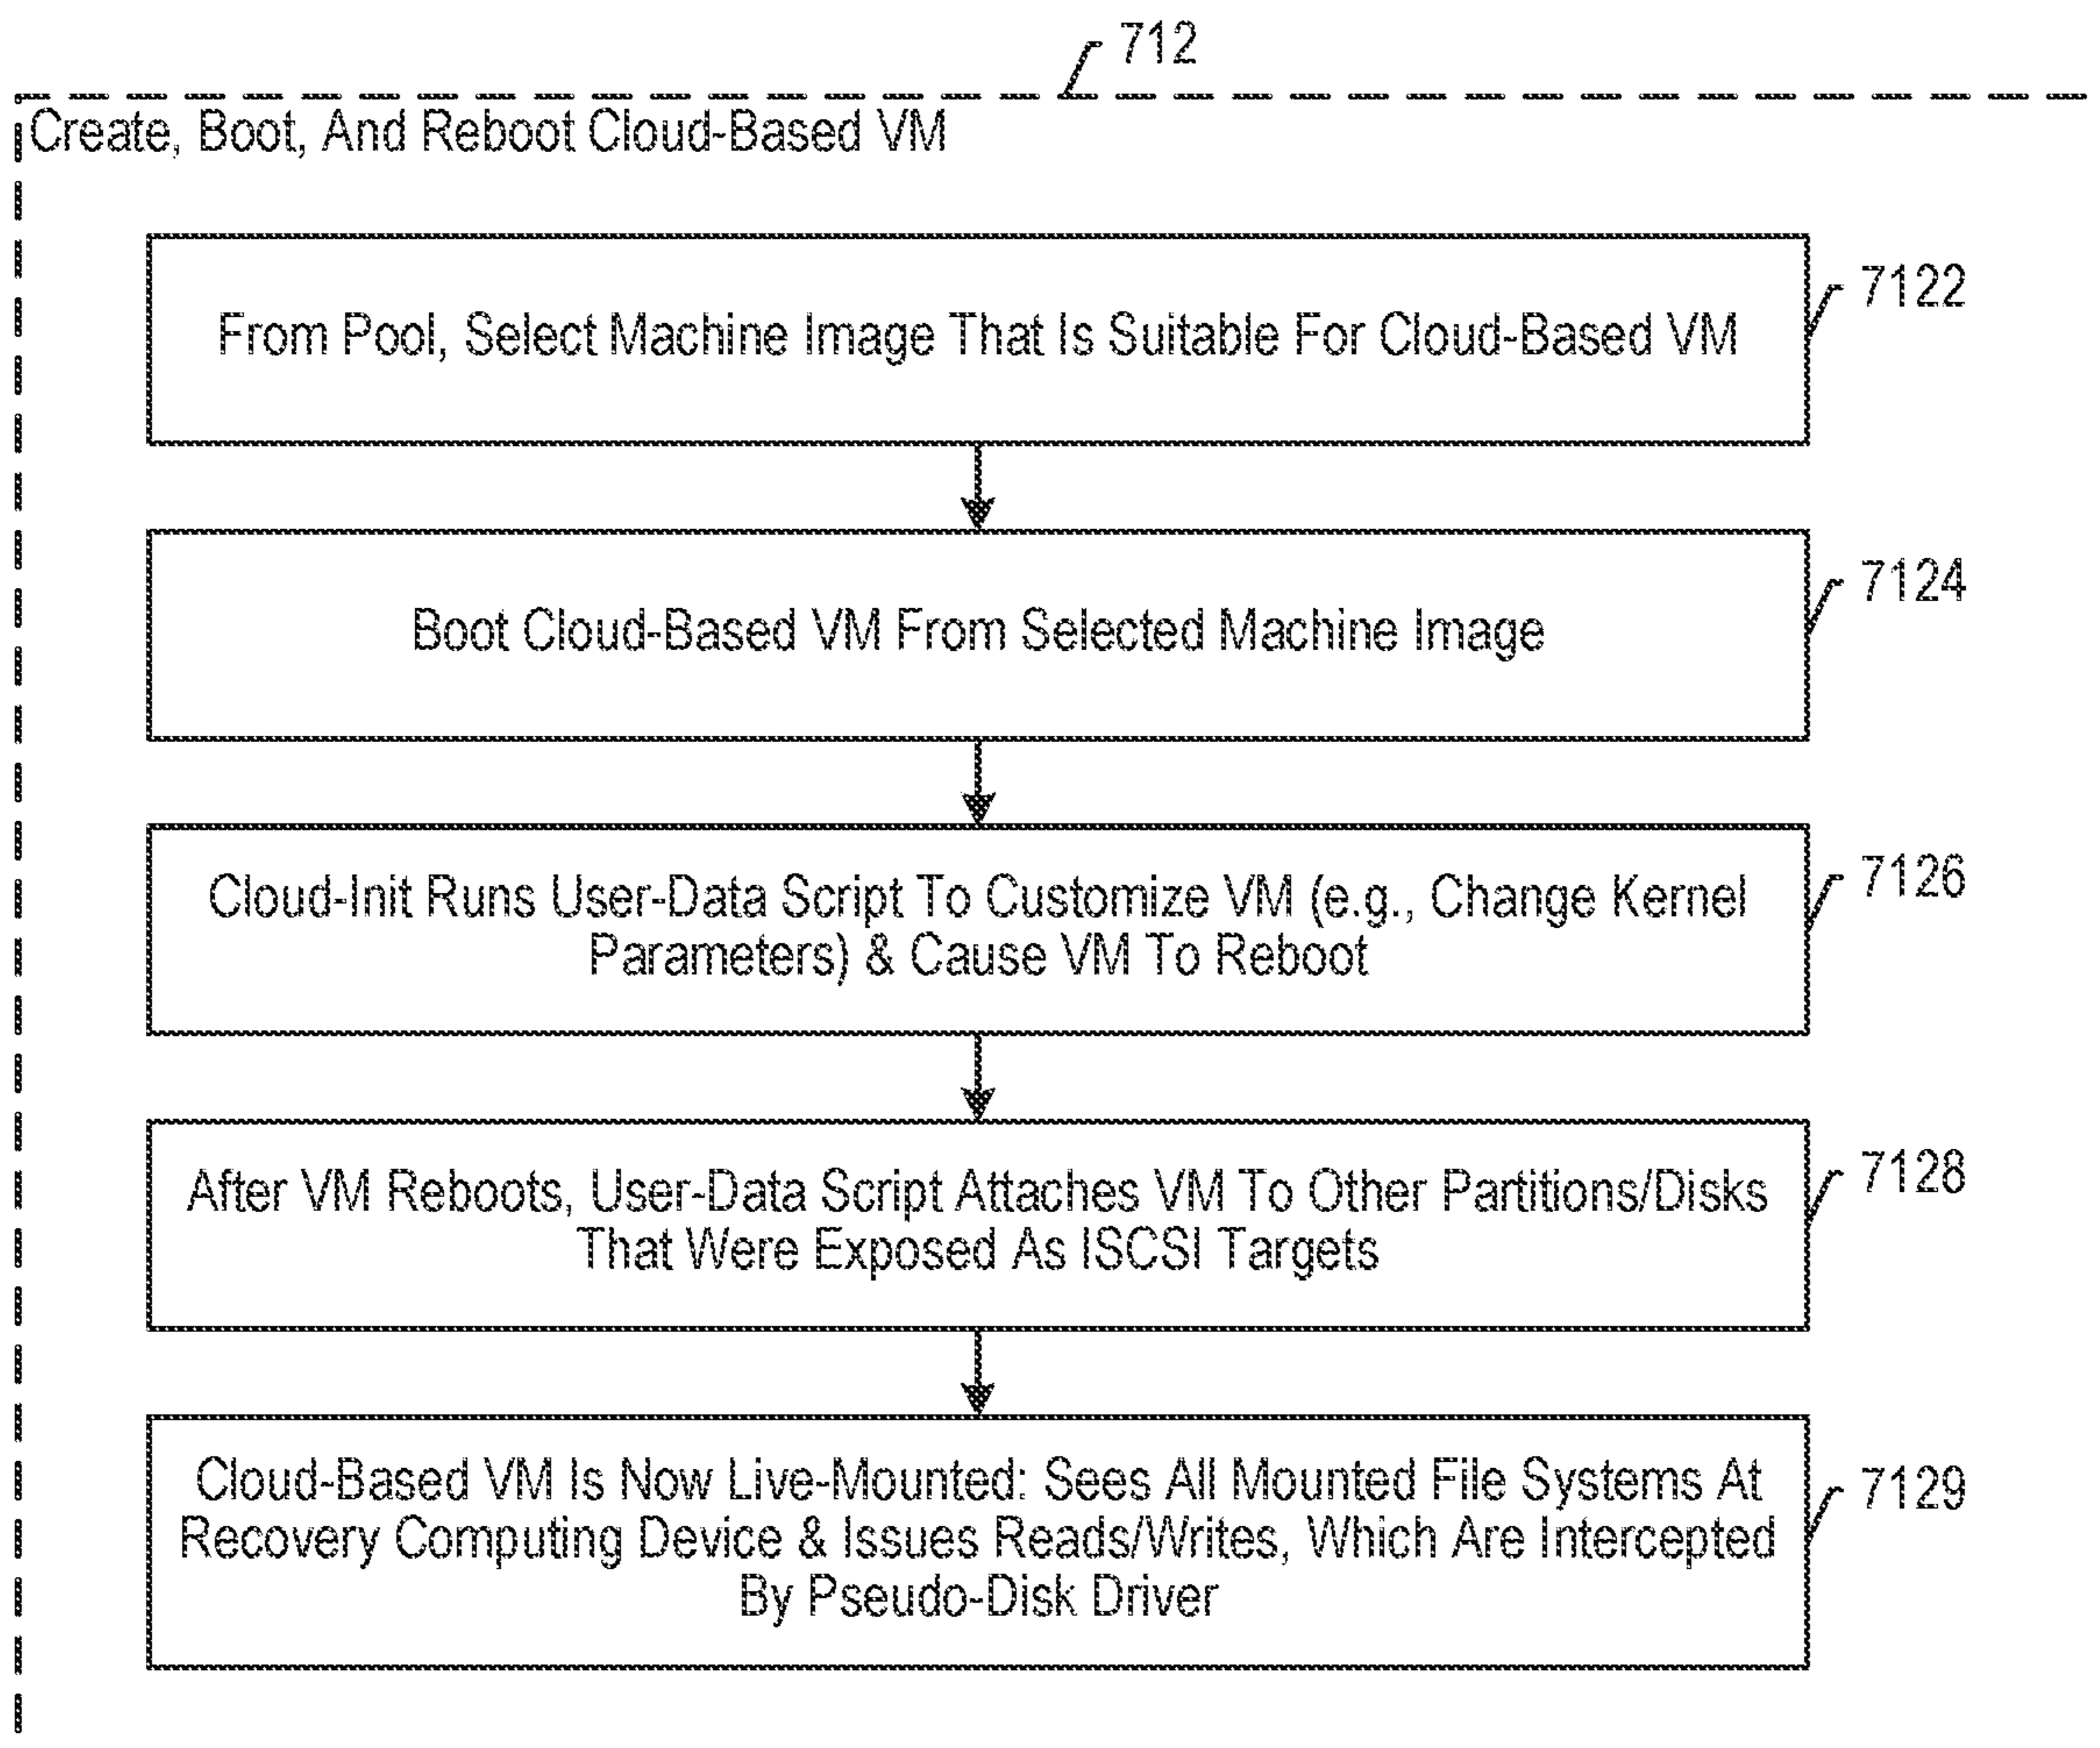 712
Create, Boot, And Reboot Cloud-Based VM
From Pool, Select Machine Image That Is Suitable For Cloud-Based VM
7122
Boot Cloud-Based VM From Selected Machine Image
7124
Cloud-Init Runs User-Data Script To Customize VM (e.g., Change Kernel
Parameters) & Cause VM To Reboot
7126
After VM Reboots, User-Data Script Attaches VM To Other Partitions/Disks
That Were Exposed As ISCSI Targets
7128
Cloud-Based VM Is Now Live-Mounted: Sees All Mounted File Systems At
Recovery Computing Device & Issues Reads/Writes, Which Are Intercepted
By Pseudo-Disk Driver
7129